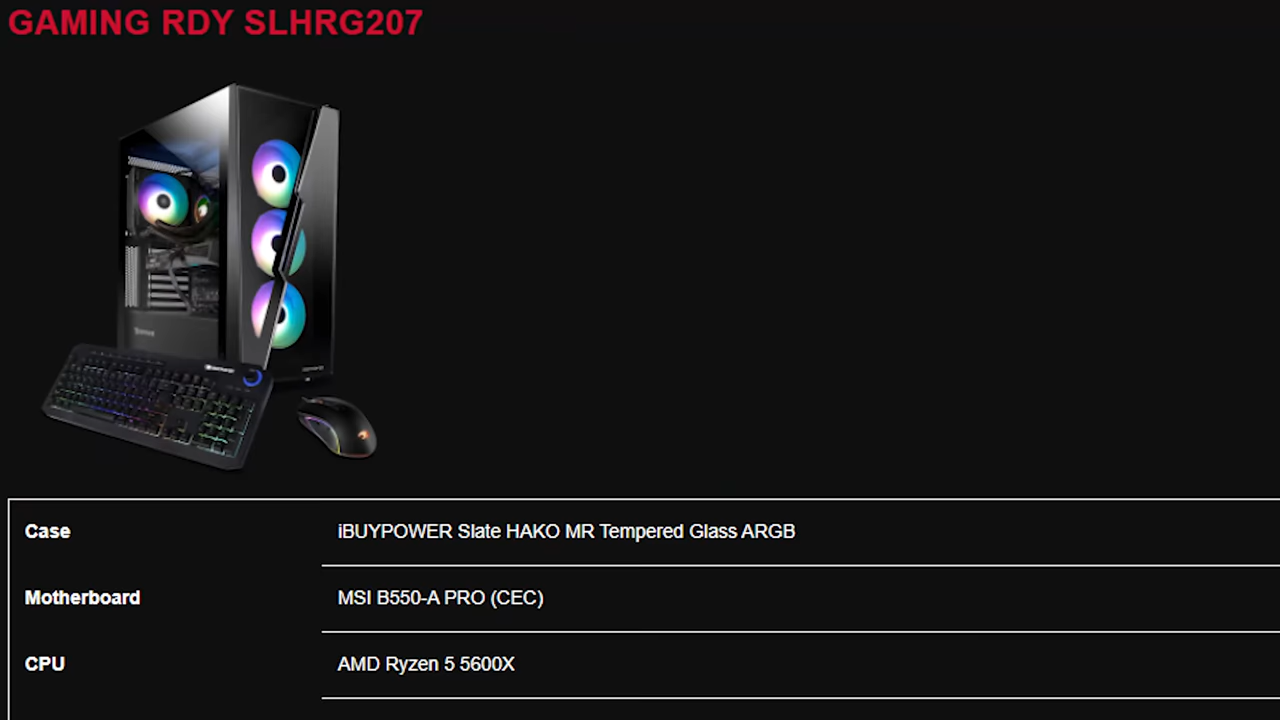 GAMING RDY SLHRG207
Case
iBUYPOWER Slate HAKO MR Tempered Glass ARGB
Motherboard
MSI B550-A PRO (CEC)
CPU
AMD Ryzen 5 5600X